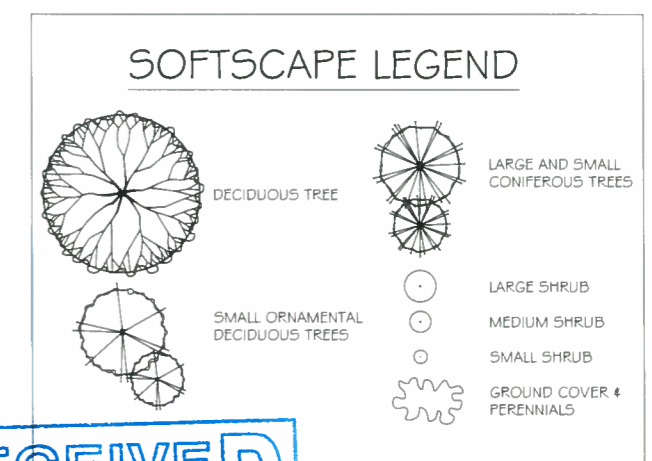 SOFTSCAPE LEGEND
DECIDUOUS TREE
SMALL ORNAMENTAL
DECIDUOUS TREES
LARGE AND SMALL
CONIFEROUS TREES
LARGE SHRUB
MEDIUM SHRUB
SMALL SHRUB
GROUND COVER &
PERENNIALS